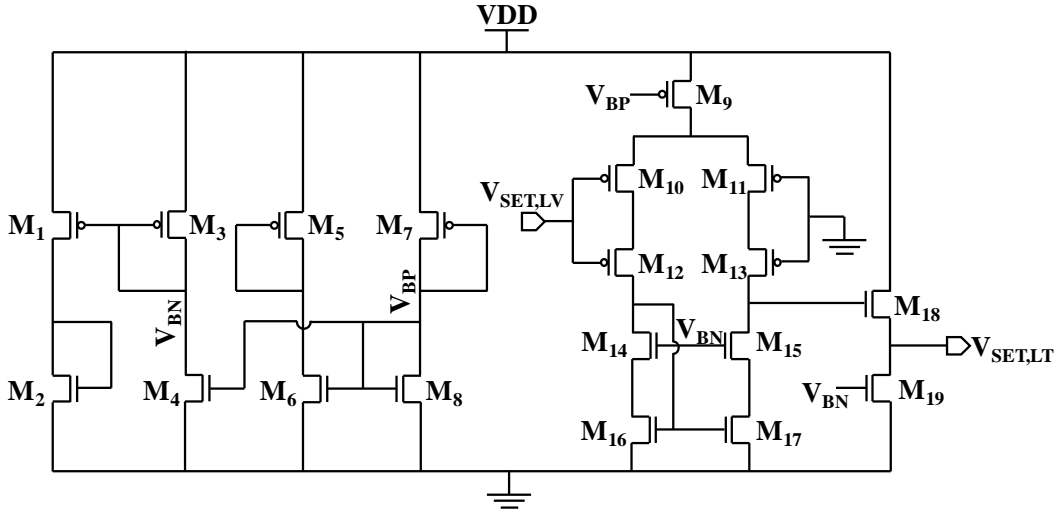 VDD
V_BP
M_9
M_10
M_11
V_SET,LV
M_1
M_3
M_5
M_7
M_12
M_13
V_BN
V_BP
M_18
M_14
V_BN
M_15
V_SET,LT
M_2
M_4
M_6
M_8
V_BN
M_19
M_16
M_17